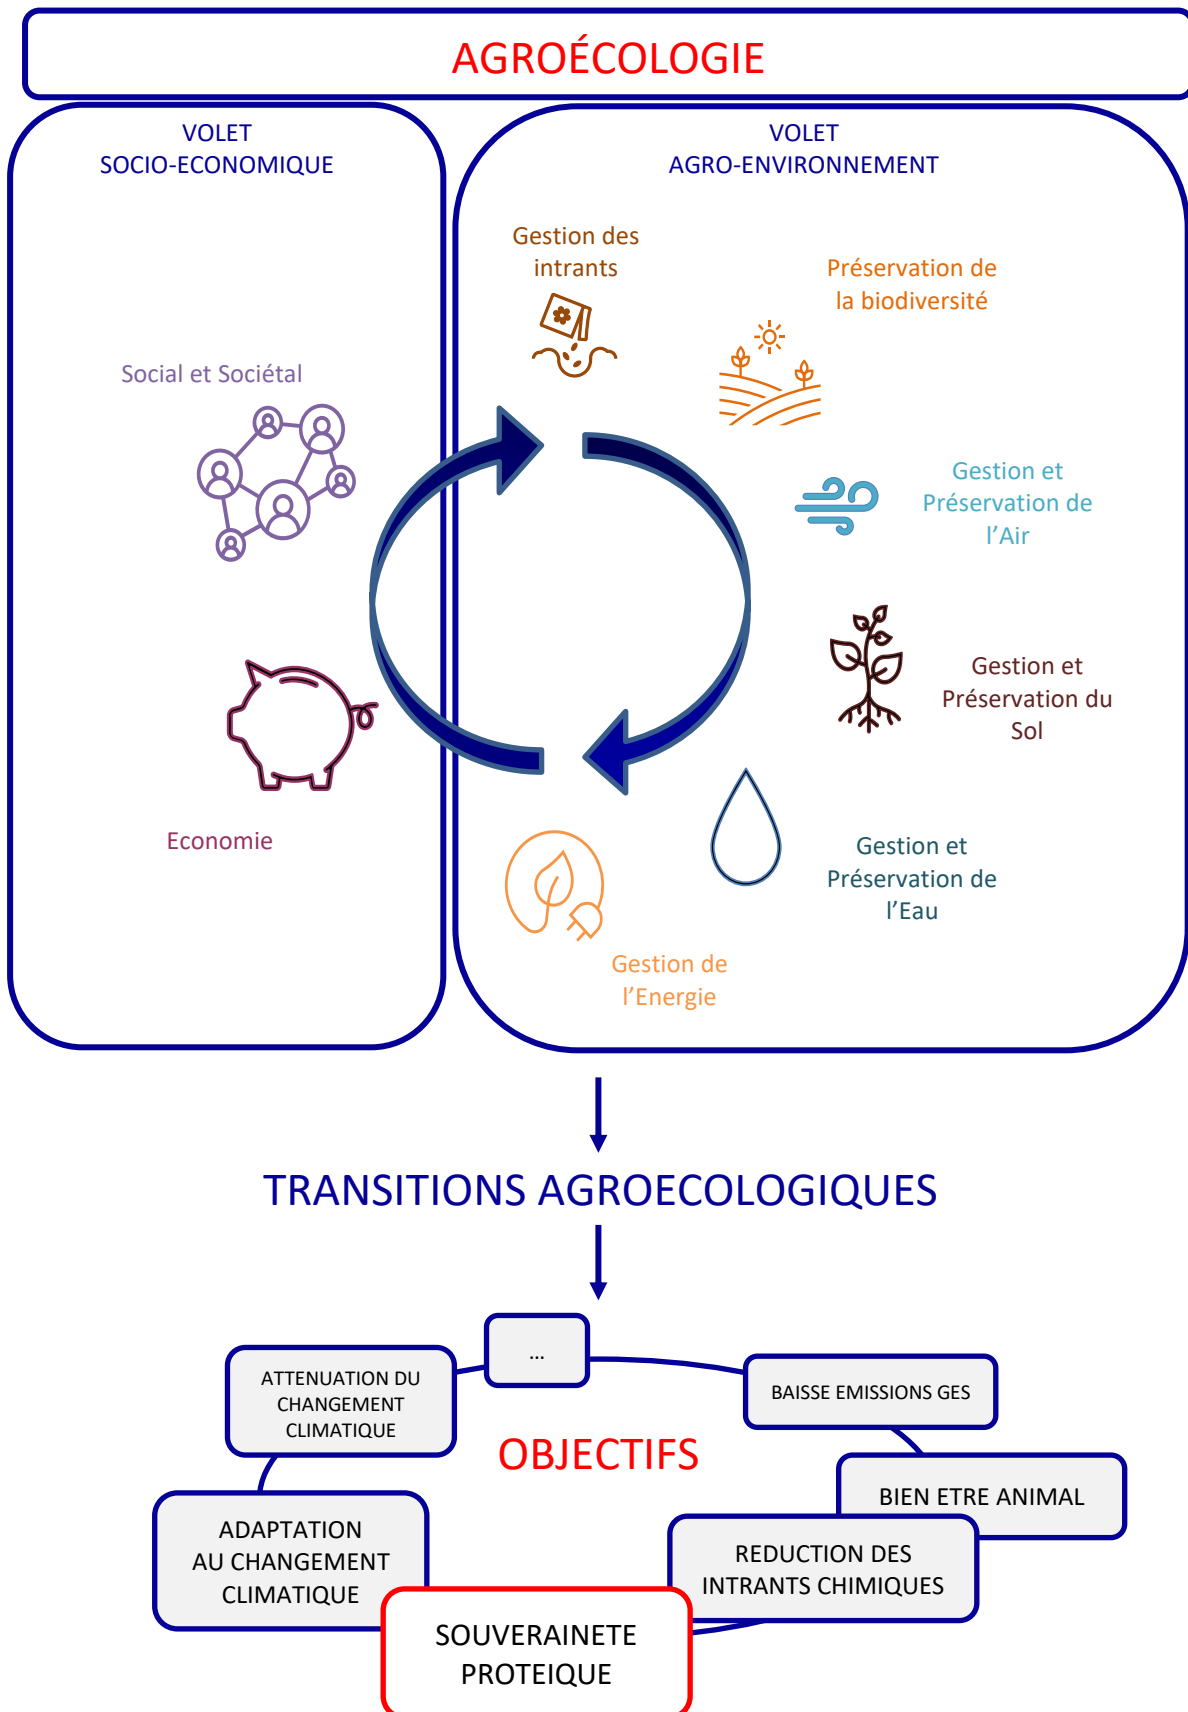 AGROÉCOLOGIE
VOLET
SOCIO-ECONOMIQUE
Social et Sociétal
Economie
VOLET
AGRO-ENVIRONNEMENT
Gestion des
intrants
Préservation de
la biodiversité
Gestion et
Préservation de
l'Air
Gestion et
Préservation du
Sol
Gestion et
Préservation de
l'Eau
Gestion de
l'Energie
TRANSITIONS AGROECOLOGIQUES
...
ATTENUATION DU
CHANGEMENT
CLIMATIQUE
BAISSE EMISSIONS GES
OBJECTIFS
BIEN ETRE ANIMAL
ADAPTATION
AU CHANGEMENT
CLIMATIQUE
REDUCTION DES
INTRANTS CHIMIQUES
SOUVERAINETE
PROTEIQUE